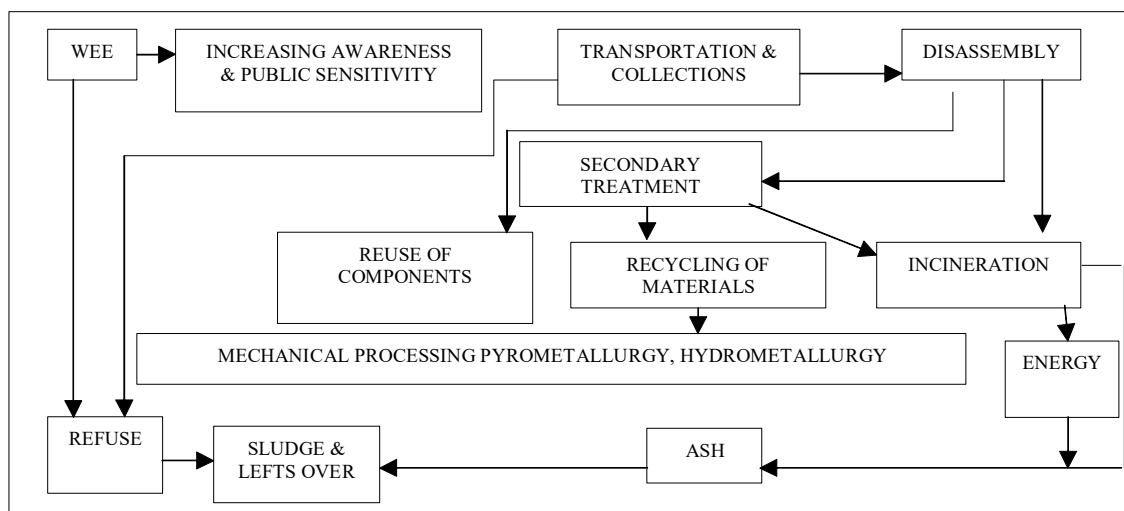 WEE
INCREASING AWARENESS
& PUBLIC SENSITIVITY
TRANSPORTATION &
COLLECTIONS
DISASSEMBLY
SECONDARY
TREATMENT
REUSE OF
COMPONENTS
RECYCLING OF
MATERIALS
INCINERATION
MECHANICAL PROCESSING PYROMETALLURGY, HYDROMETALLURGY
ENERGY
REFUSE
SLUDGE &
LEFTS OVER
ASH